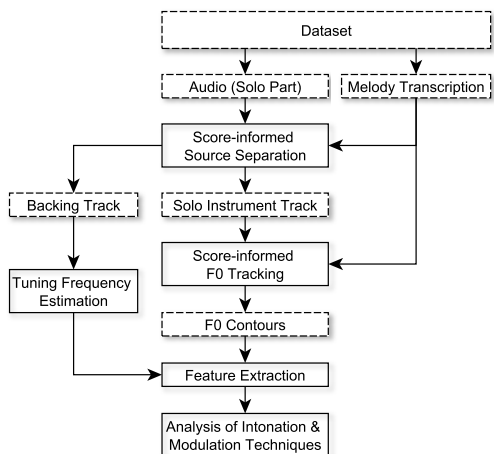 Dataset
Audio (Solo Part)
Melody Transcription
Score-informed
Source Separation
Backing Track
Solo Instrument Track
Score-informed
F0 Tracking
Tuning Frequency
Estimation
F0 Contours
Feature Extraction
Analysis of Intonation &
Modulation Techniques